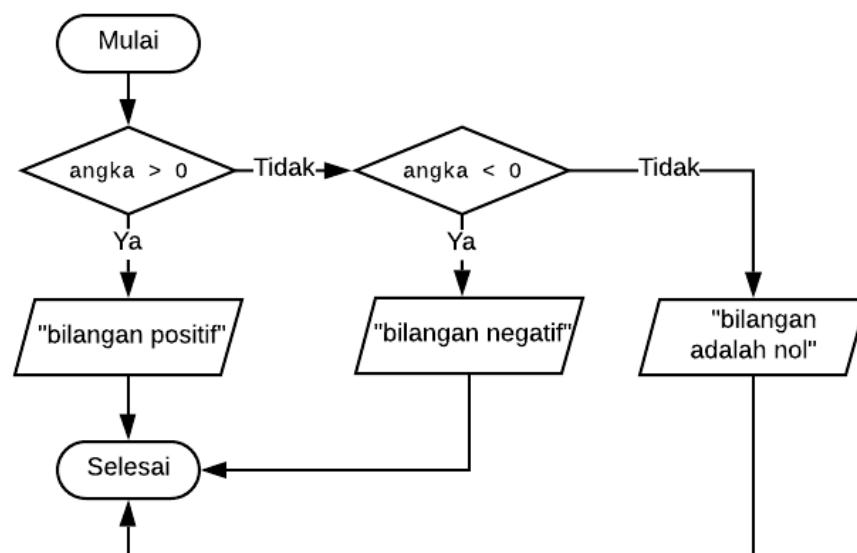 Mulai
angka > 0
Tidak
angka < 0
Tidak
Ya
Ya
"bilangan positif"
"bilangan negatif"
"bilangan
adalah nol"
Selesai